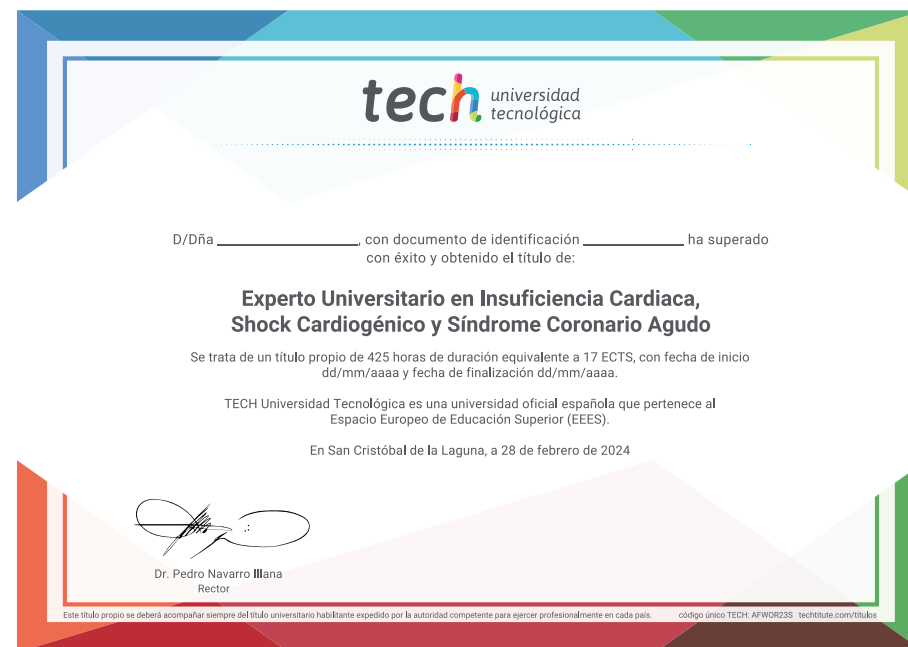 tech universidad
tecnológica
D/Dña ________________, con documento de identificación ____________ ha superado
con éxito y obtenido el título de:
Experto Universitario en Insuficiencia Cardiaca,
Shock Cardiogénico y Síndrome Coronario Agudo
Se trata de un título propio de 425 horas de duración equivalente a 17 ECTS, con fecha de inicio
dd/mm/aaaa y fecha de finalización dd/mm/aaaa.
TECH Universidad Tecnológica es una universidad oficial española que pertenece al
Espacio Europeo de Educación Superior (EEES).
En San Cristóbal de la Laguna, a 28 de febrero de 2024
Dr. Pedro Navarro Illana
Rector
Este título propio se deberá acompañar siempre del título universitario habilitante expedido por la autoridad competente para ejercer profesionalmente en cada país. código único TECH: AFWOR23S techtitute.com/titulos